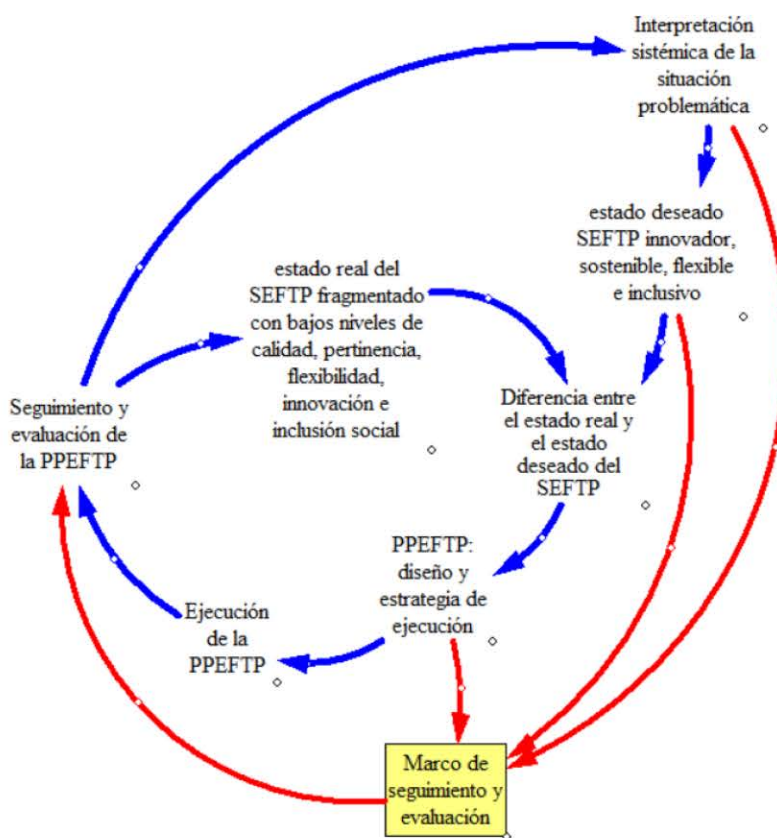 Interpretación
sistémica de la
situación
problemática
estado deseado
SEFTP innovador,
sostenible, flexible
e inclusivo
estado real del
SEFTP fragmentado
con bajos niveles de
calidad, pertinencia,
flexibilidad,
innovación e
inclusión social
Diferencia entre
el estado real y
el estado
deseado del
SEFTP
Seguimiento y
evaluación de
la PPEFTP
PPEFTP:
diseño y
estrategia de
ejecución
Ejecución
de la
PPEFTP
Marco de
seguimiento y
evaluación